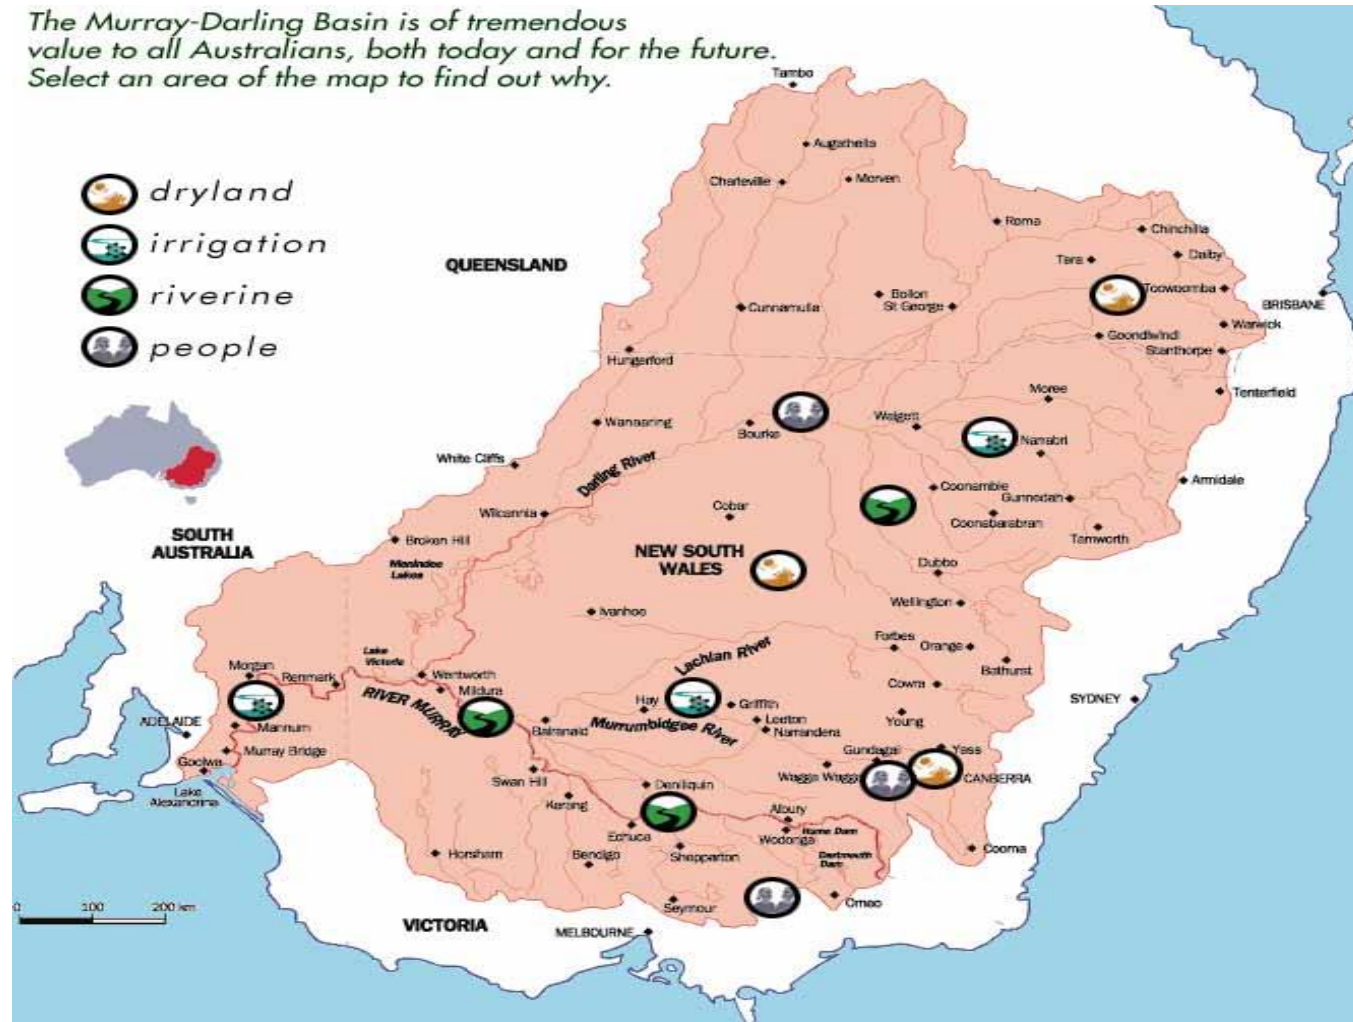 The Murray-Darling Basin is of tremendous
value to all Australians, both today and for the future.
Select an area of the map to find out why.
dryland
irrigation
riverine
people
Tambo
Augathella
Charleville
Morven
Roma
Chinchilla
Tara
Dalby
QUEENSLAND
Toowoomba
BRISBANE
Bollon
St George
Cunnamulla
Warwick
Goondiwindi
Stanthorpe
Hungerford
Moree
Tenterfield
Wanaaring
Bourke
Walgett
Narrabri
White Cliffs
Darling River
Armidale
Coonamble
Gunnedah
Wilcannia
Cobar
Coonabarabran
SOUTH
AUSTRALIA
Broken Hill
Tamworth
NEW SOUTH
WALES
Menindee
Lakes
Dubbo
Ivanhoe
Wellington
Forbes
Orange
Lachlan River
Lake
Victoria
Bathurst
Morgan
Renmark
Wentworth
Mildura
Cowra
RIVER MURRAY
Hay
Griffith
SYDNEY
ADELAIDE
Mannum
Balranald
Murrumbidgee River
Leeton
Narrandera
Young
Murray Bridge
Gundagai
Yass
Goolwa
Swan Hill
Wagga Wagga
CANBERRA
Lake
Alexandrina
Deniliquin
Kerang
Albury
Echuca
Wodonga
Hume Dam
Horsham
Bendigo
Shepparton
Dartmouth
Dam
Cooma
0 100 200 km
Seymour
Omeo
VICTORIA
MELBOURNE